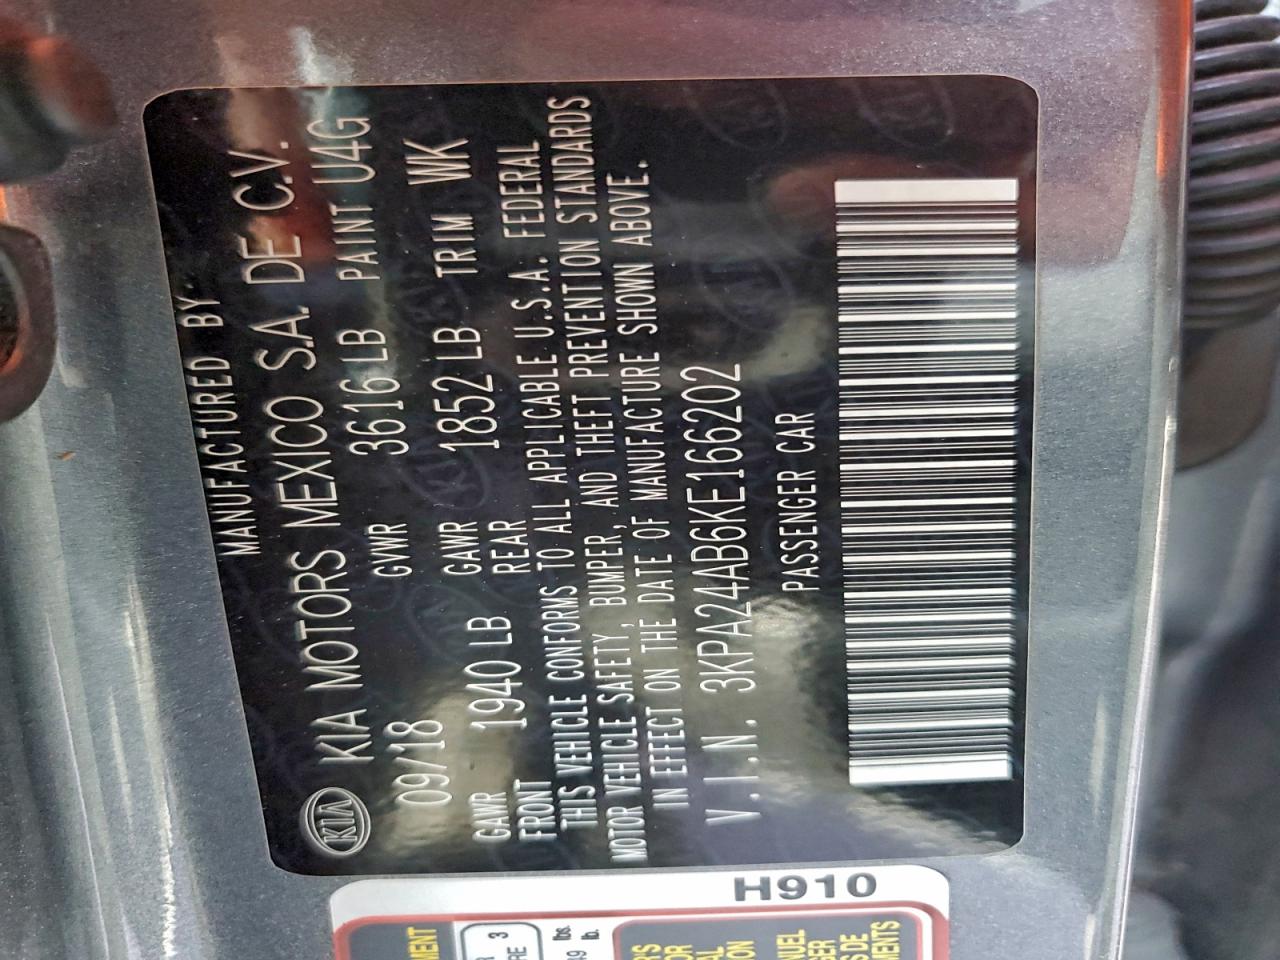 MANUFACTURED BY
KIA KIA MOTORS MEXICO S.A. DE C.V.
09/18 GVWR 3616 LB PAINT U4G
GAWR FRONT 1940 LB GAWR REAR 1852 LB TRIM WK
THIS VEHICLE CONFORMS TO ALL APPLICABLE U.S.A. FEDERAL
MOTOR VEHICLE SAFETY, BUMPER, AND THEFT PREVENTION STANDARDS
IN EFFECT ON THE DATE OF MANUFACTURE SHOWN ABOVE.
V.I.N. 3KPA24AB6KE166202
PASSENGER CAR
H910